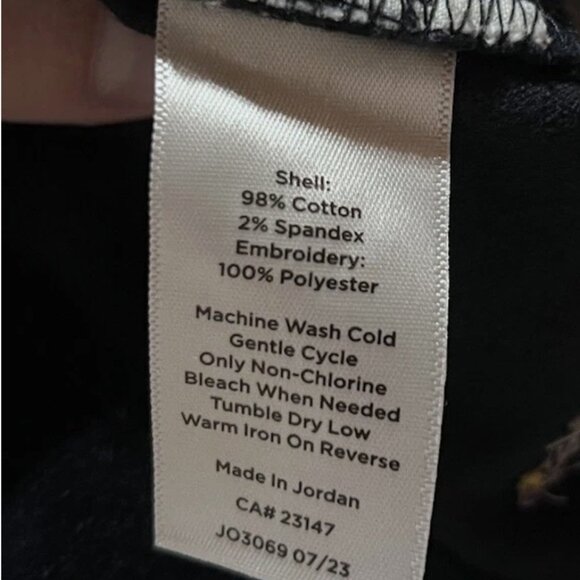 Shell:
98% Cotton
2% Spandex
Embroidery:
100% Polyester
Machine Wash Cold
Gentle Cycle
Only Non-Chlorine
Bleach When Needed
Tumble Dry Low
Warm Iron On Reverse
Made In Jordan
CA# 23147
JO3069 07/23